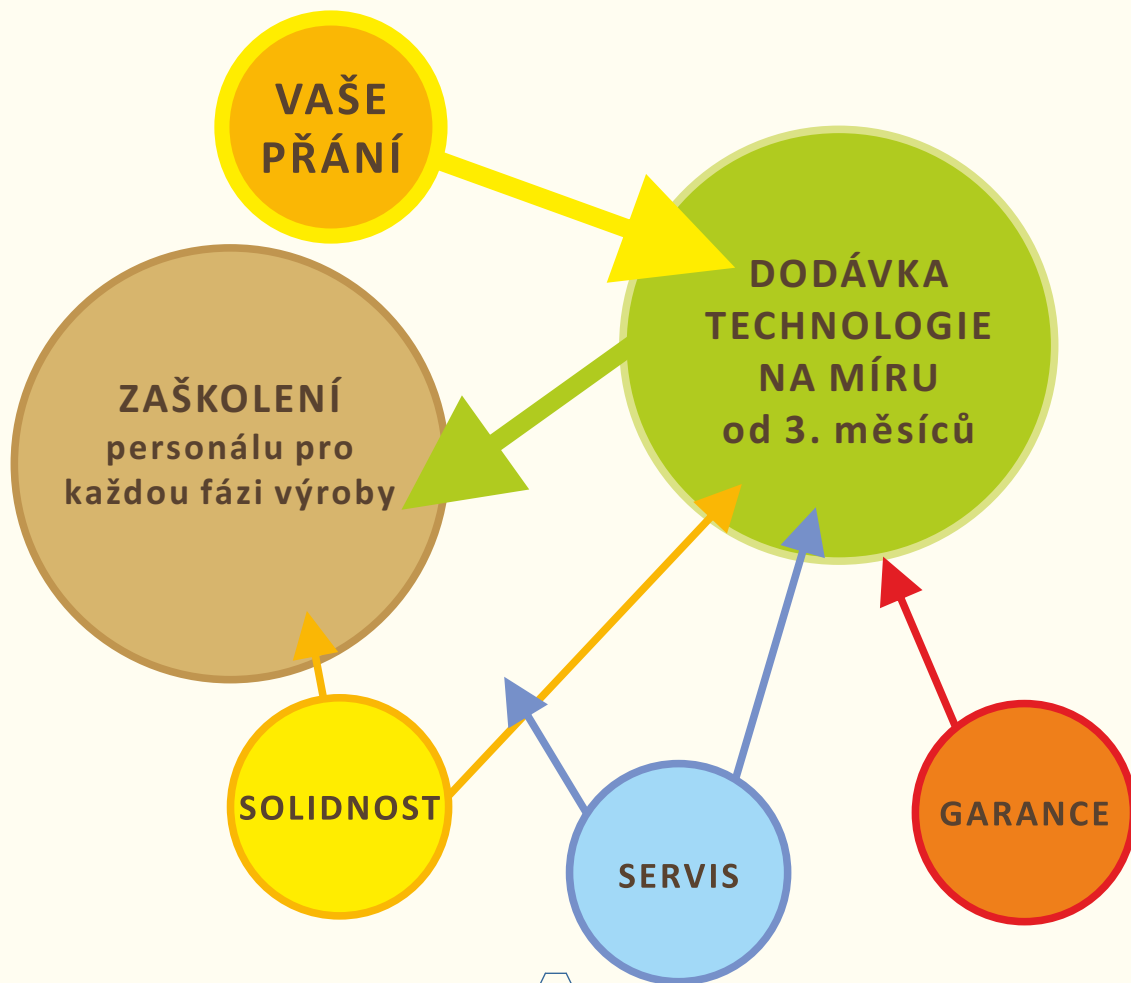 VAŠE
PŘÁNÍ
DODÁVKA
TECHNOLOGIE
NA MÍRU
od 3. měsíců
ZAŠKOLENÍ
personálu pro
každou fázi výroby
SOLIDNOST
SERVIS
GARANCE